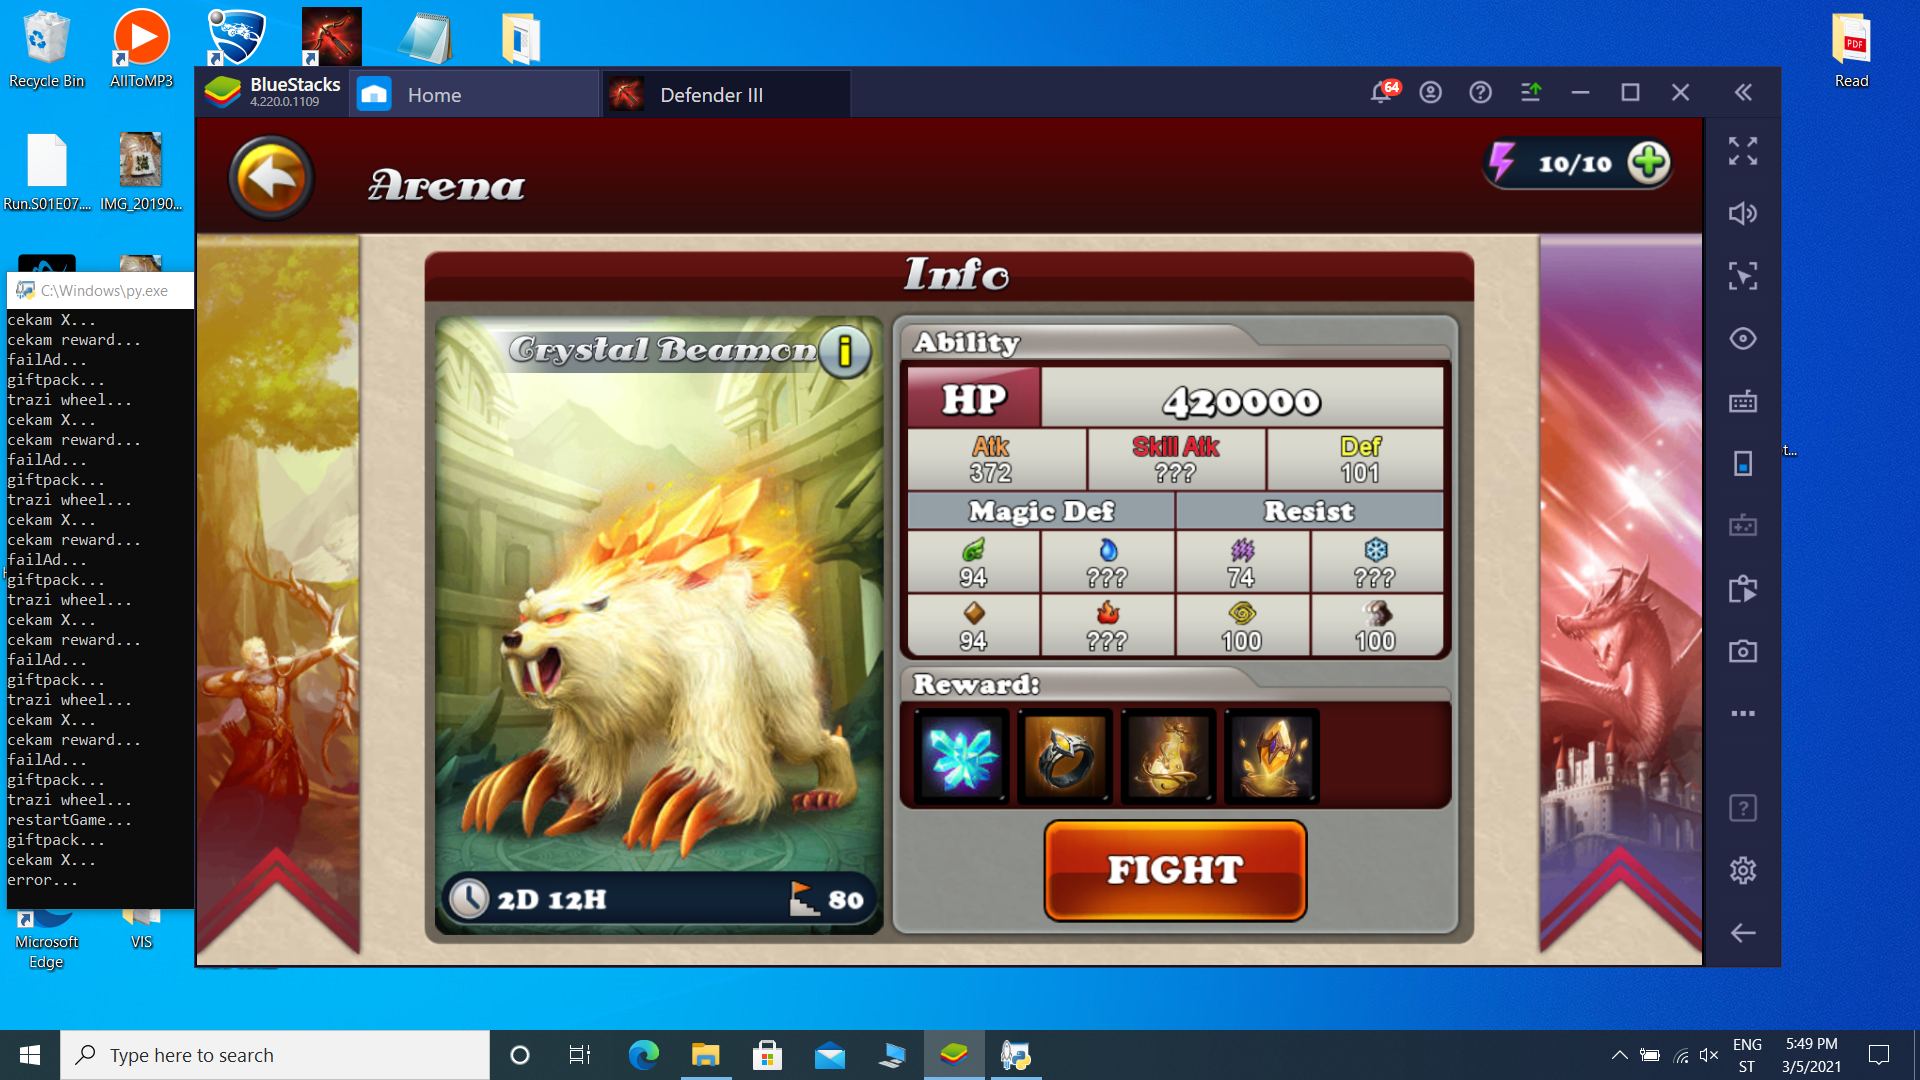 Recycle Bin
AllToMP3
Read
BlueStacks
4.220.0.1109
Home
Defender III
64
Run.S01E07....
IMG_20190...
Arena
10/10
Info
C:\Windows\py.exe
cekam X...
cekam reward...
failAd...
giftpack...
trazi wheel...
cekam X...
cekam reward...
failAd...
giftpack...
trazi wheel...
cekam X...
cekam reward...
failAd...
giftpack...
trazi wheel...
cekam X...
cekam reward...
failAd...
giftpack...
trazi wheel...
cekam X...
cekam reward...
failAd...
giftpack...
trazi wheel...
restartGame...
giftpack...
cekam X...
error...
Crystal Beamon
i
Ability
HP
420000
Atk
372
Skill Atk
???
Def
101
Magic Def
Resist
94
???
74
???
94
???
100
100
Reward:
FIGHT
2D 12H
80
t...
Microsoft
Edge
VIS
Type here to search
ENG
ST
5:49 PM
3/5/2021